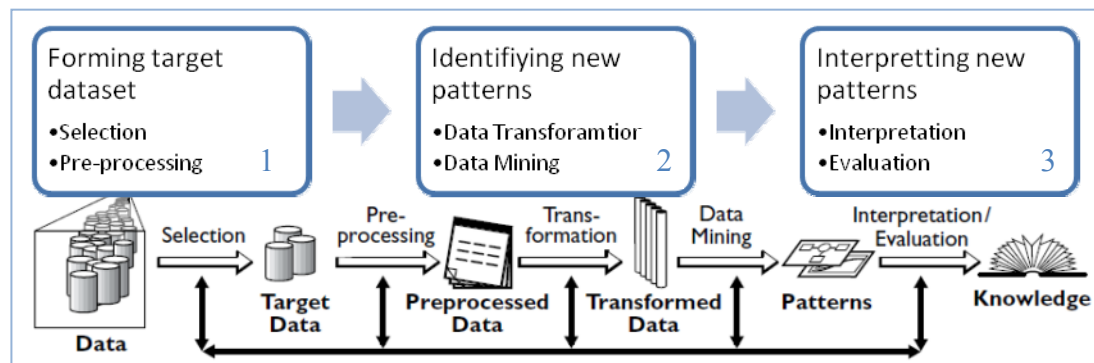 Forming target
dataset
•Selection
•Pre-processing
1
Identifiying new
patterns
•Data Transforamtior
•Data Mining
2
Interpretting new
patterns
•Interpretation
•Evaluation
3
Selection
Pre-
processing
Trans-
formation
Data
Mining
Interpretation/
Evaluation
Data
Target
Data
Preprocessed
Data
Transformed
Data
Patterns
Knowledge